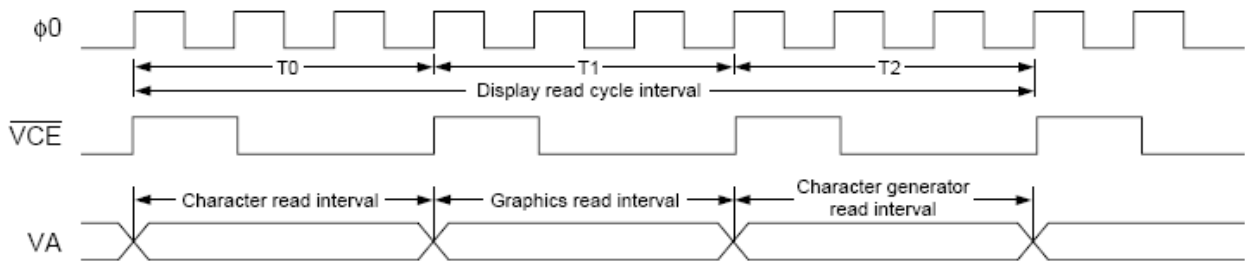 ϕ0
T0 T1 T2
Display read cycle interval
V̅C̅E̅
Character read interval Graphics read interval Character generator
read interval
VA